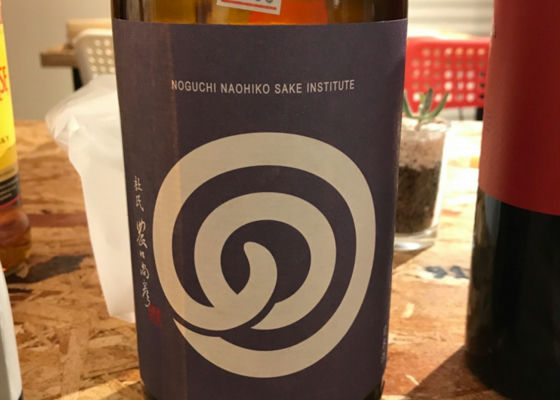 NOGUCHI NAOHIKO SAKE INSTITUTE
杜氏 農口尚彦